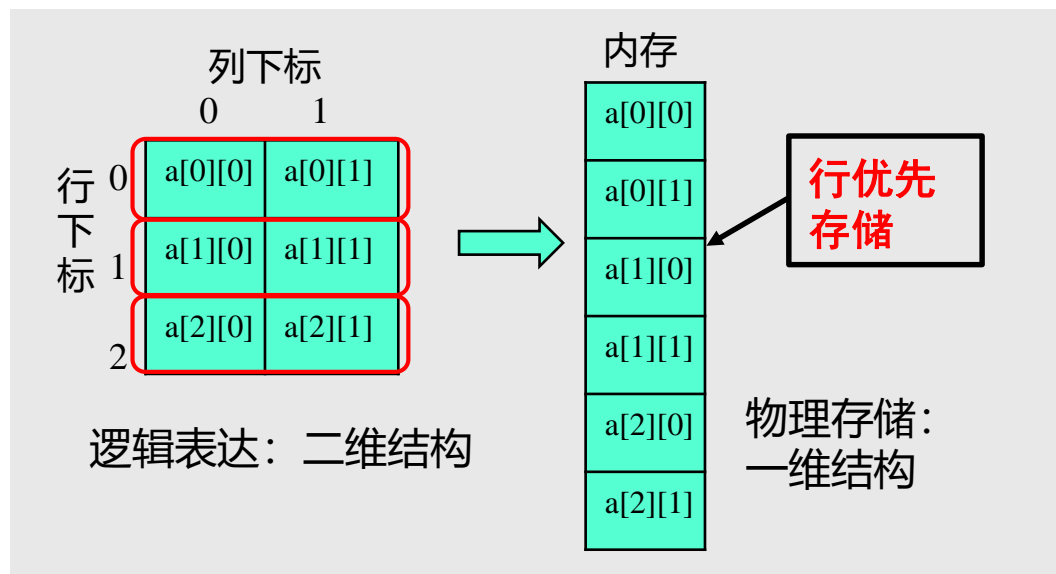 列下标
0 1
行下标
0 a[0][0] a[0][1]
1 a[1][0] a[1][1]
2 a[2][0] a[2][1]
逻辑表达：二维结构
内存
a[0][0]
a[0][1]
a[1][0]
a[1][1]
a[2][0]
a[2][1]
行优先
存储
物理存储：
一维结构